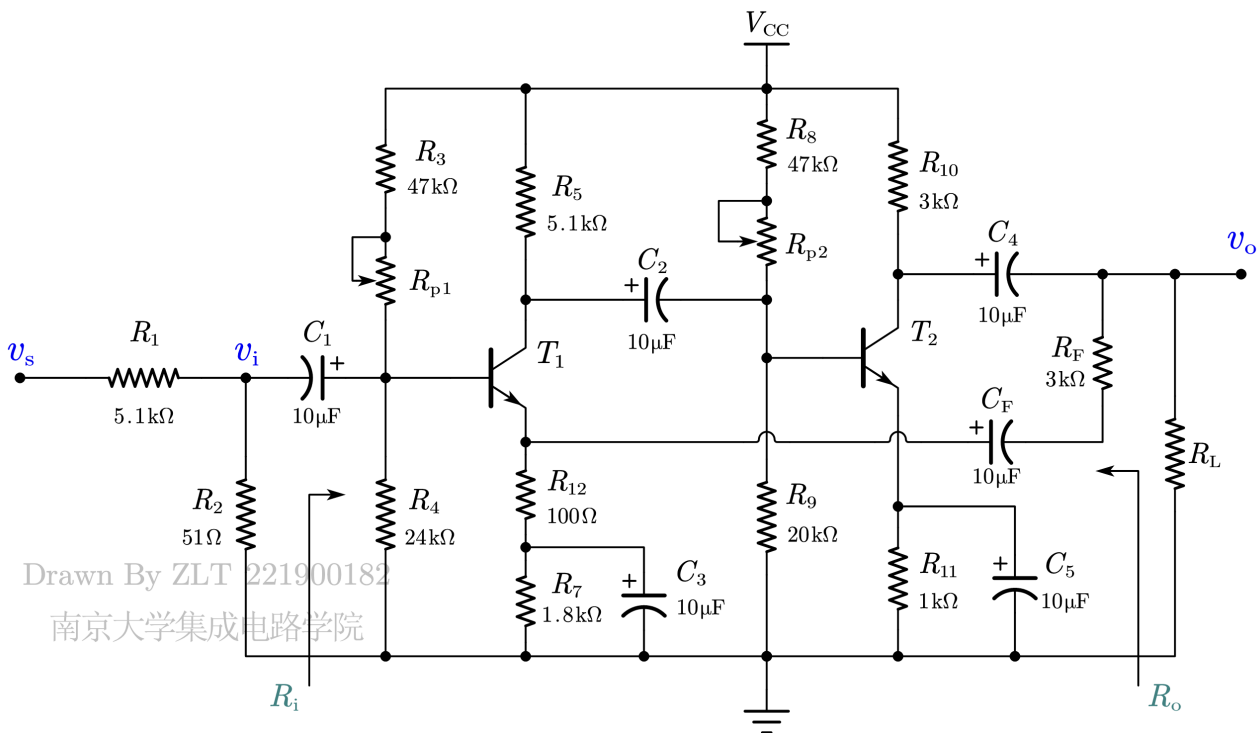 V_CC
R_3
47kΩ
R_5
5.1kΩ
R_8
47kΩ
R_10
3kΩ
R_p1
R_p2
C_2
+
10µF
C_4
+
10µF
v_o
v_s
R_1
5.1kΩ
v_i
C_1
+
10µF
T_1
T_2
R_F
3kΩ
C_F
+
10µF
R_L
R_2
51Ω
R_4
24kΩ
R_12
100Ω
R_9
20kΩ
R_7
1.8kΩ
C_3
+
10µF
R_11
1kΩ
C_5
+
10µF
Drawn By ZLT 221900182
南京大学集成电路学院
R_i
R_o